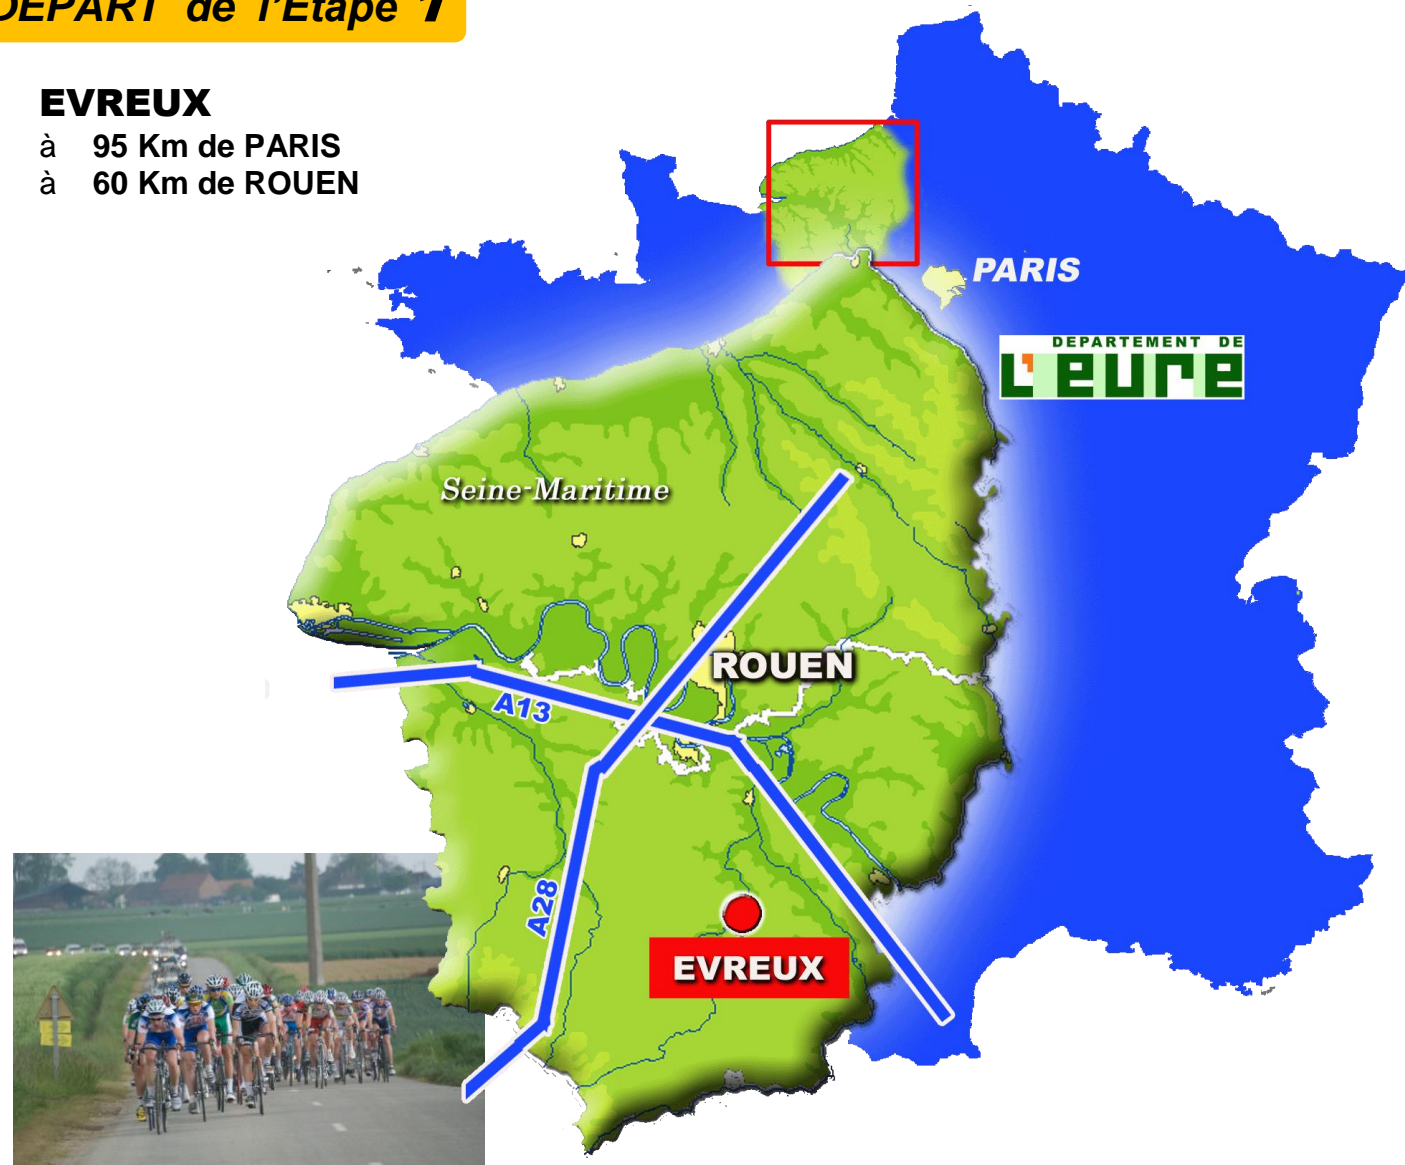 DEPART de l'Etape 1
EVREUX
à 95 Km de PARIS
à 60 Km de ROUEN
PARIS
DEPARTEMENT DE
L'EURE
Seine-Maritime
ROUEN
A13
A28
EVREUX